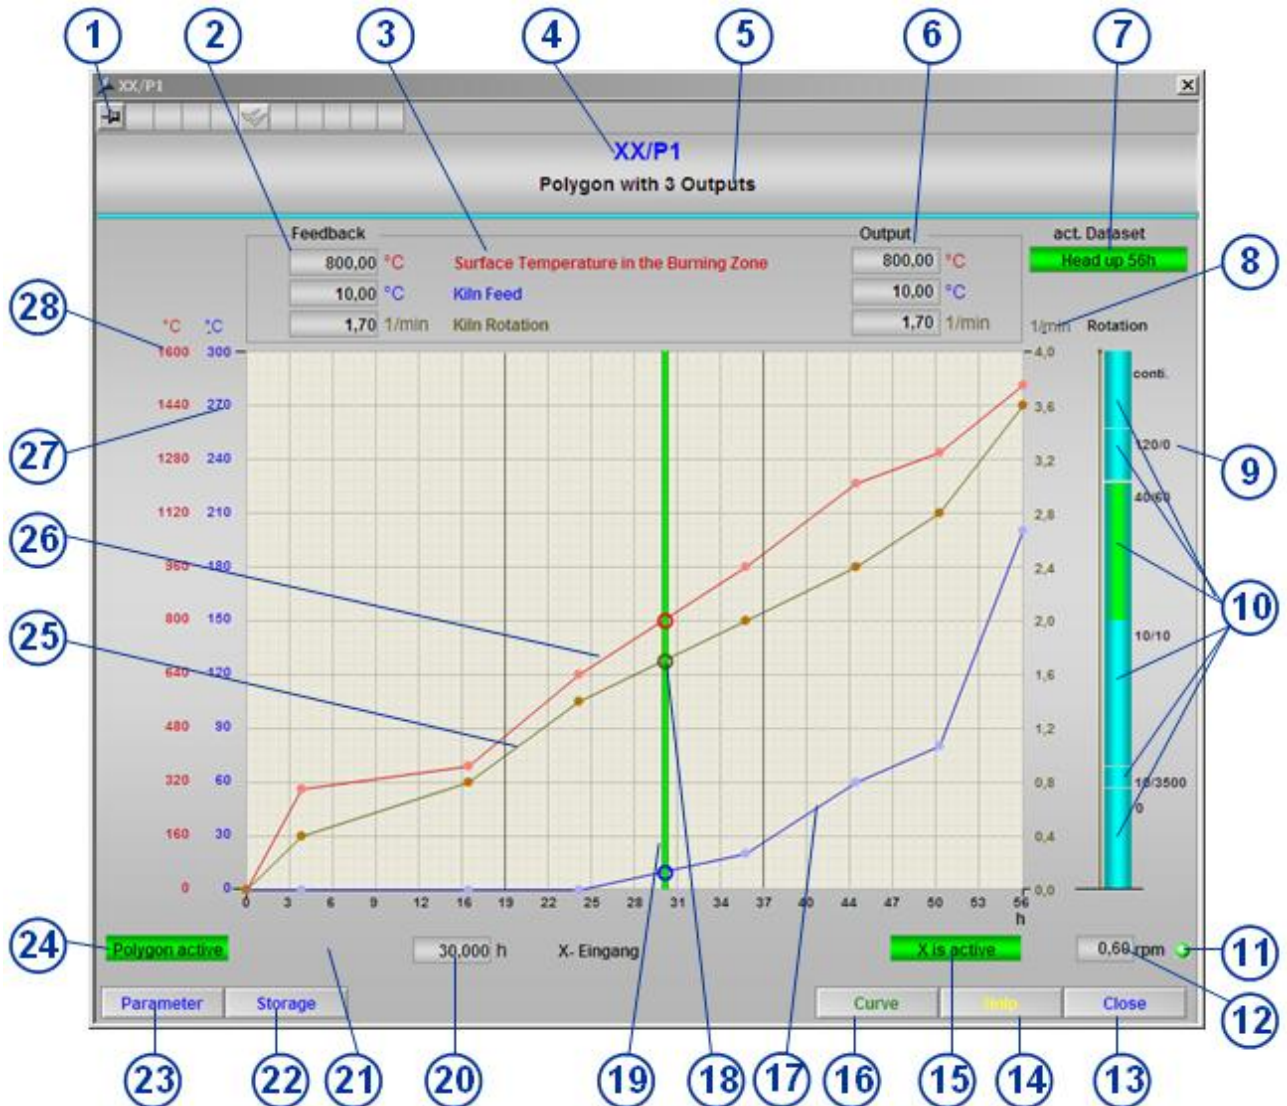 1 2 3 4 5 6 7
XX/P1
XX/P1
Polygon with 3 Outputs
Feedback Output act. Dataset
800,00 °C Surface Temperature in the Burning Zone 800,00 °C Head up 56h
8
10,00 °C Kiln Feed 10,00 °C
28
°C °C 1,70 1/min Kiln Rotation 1,70 1/min 1/min Rotation
1600 300 4,0
conti.
1440 270 3,6
27 120/0 9
1280 240 3,2
40/60
1120 210 2,8
26
960 180 2,4
10
800 150 2,0
25 10/10
640 120 1,6
480 90 1,2
320 60 0,8 10/3500
0
160 30 0,4
0 0 0,0
0 3 6 9 12 16 19 22 25 28 31 34 37 40 44 47 50 53 56
h
24 Polygon active 30,000 h X- Eingang X is active 0,60 rpm 11
Parameter Storage Curve Help Close
12
23 22 21 20 19 18 17 16 15 14 13